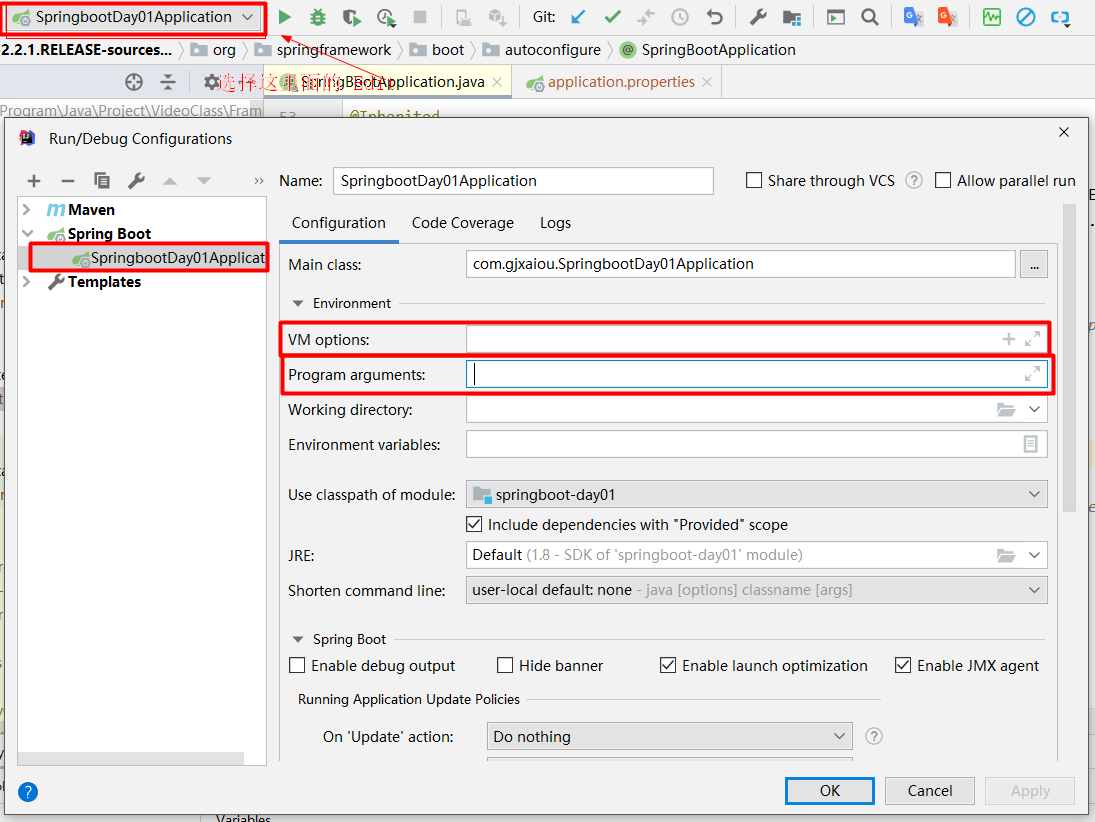 SpringbootDay01Application Git:
2.2.1.RELEASE-sources... org springframework boot autoconfigure SpringBootApplication
选择这里面的 SpringBootApplication.java application.properties
Program\Java\Project\VideoClass\Fram 53 @Inherited
Run/Debug Configurations
Name: SpringbootDay01Application Share through VCS Allow parallel run
Maven
Spring Boot
SpringbootDay01Applicat
Templates
Configuration Code Coverage Logs
Main class: com.gjxaiou.SpringbootDay01Application ...
Environment
VM options:
Program arguments:
Working directory:
Environment variables:
Use classpath of module: springboot-day01
Include dependencies with "Provided" scope
JRE: Default (1.8 - SDK of 'springboot-day01' module)
Shorten command line: user-local default: none - java [options] classname [args]
Spring Boot
Enable debug output Hide banner Enable launch optimization Enable JMX agent
Running Application Update Policies
On 'Update' action: Do nothing
OK Cancel Apply
Variables